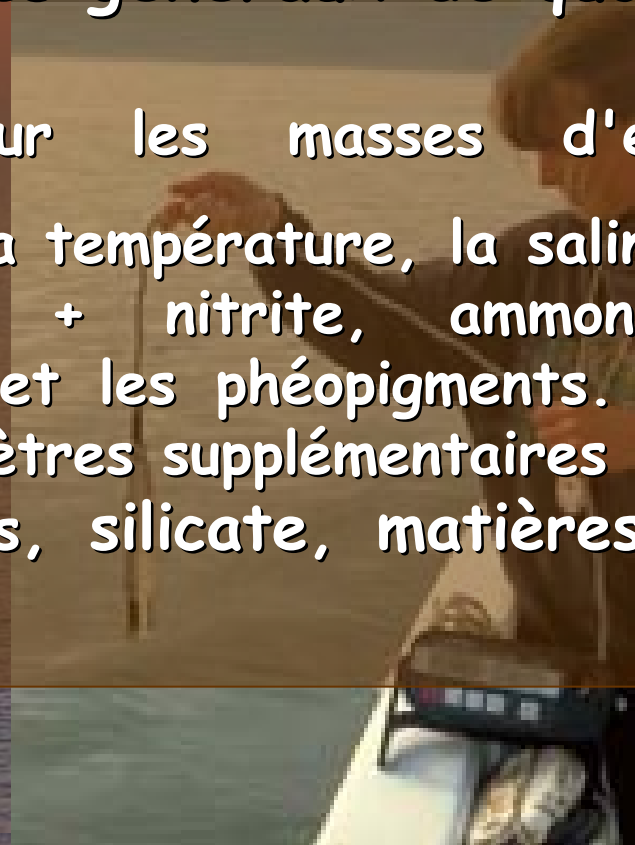 ur les masses d'e
a température, la salin
+ nitrite, ammon
et les phéopigments.
ètres supplémentaires
s, silicate, matières